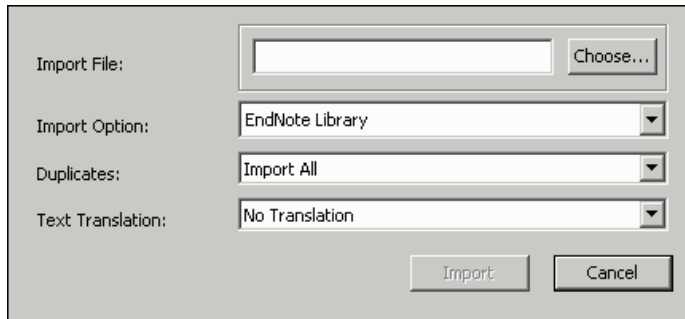 Import File:
Choose...
Import Option:
EndNote Library
Duplicates:
Import All
Text Translation:
No Translation
Import
Cancel